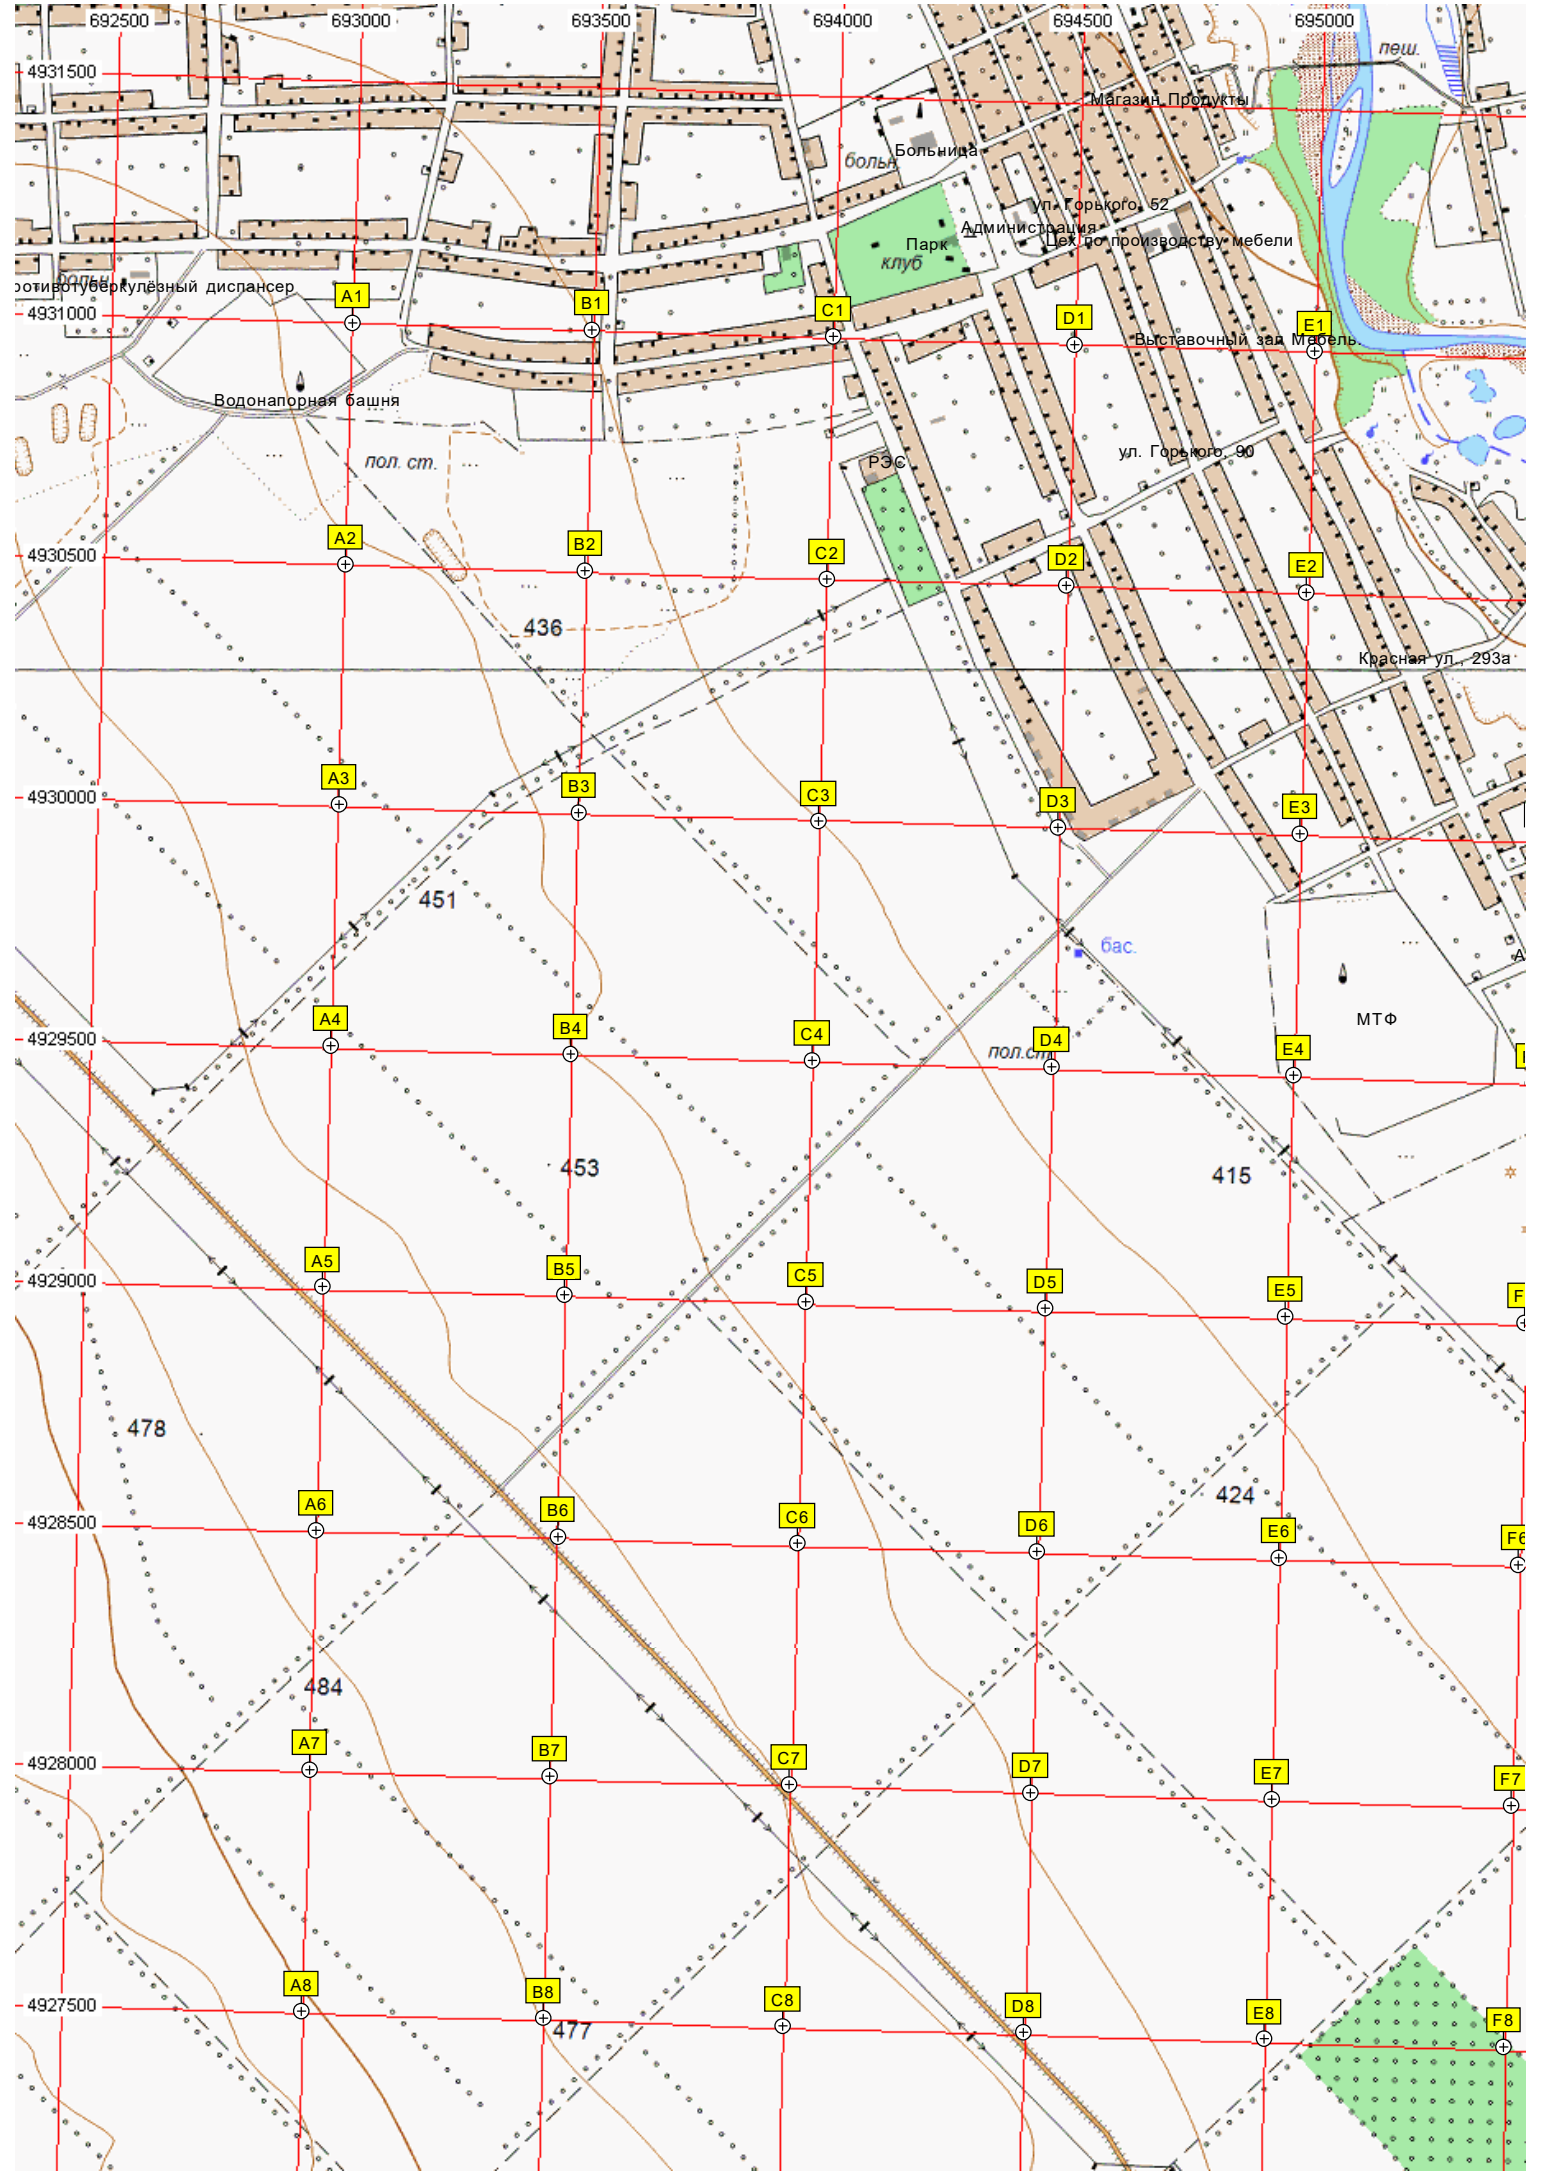 692500 693000 693500 694000 694500 695000
пеш.
4931500
Магазин Продукты
больн.
Больница
ул. Горького, 52
Администрация
Цех по производству мебели
Парк
клуб
больн.
ротивотуберкулёзный диспансер
A1 B1 C1 D1 E1
4931000
Выставочный зал Мебель.
Водонапорная башня
ул. Горького, 90
пол. ст.
РЭС
A2 B2 C2 D2 E2
4930500
436
Красная ул., 293а
A3 B3 C3 D3 E3
4930000
451
бас.
А
МТФ
A4 B4 C4 D4 E4
4929500
пол.ст.
453
415
A5 B5 C5 D5 E5 F
4929000
478
424
A6 B6 C6 D6 E6 F6
4928500
484
A7 B7 C7 D7 E7 F7
4928000
A8 B8 C8 D8 E8 F8
4927500
477